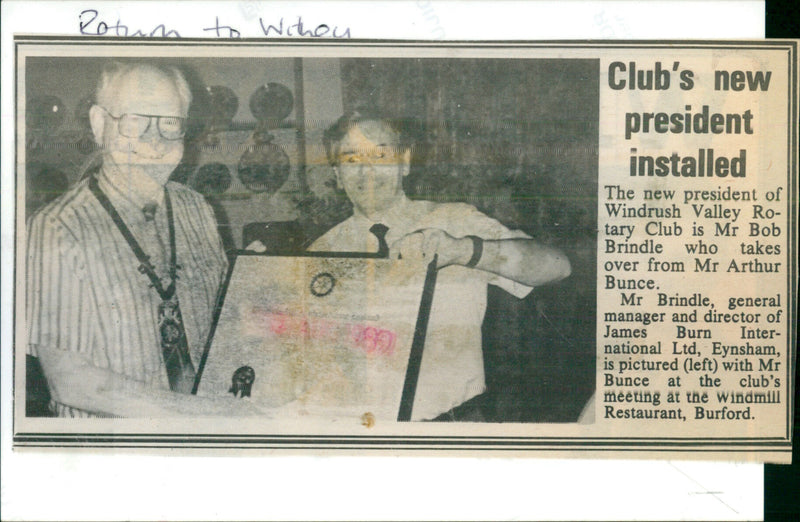 Return to Witney
Club's new
president
installed
The new president of
Windrush Valley Ro-
tary Club is Mr Bob
Brindle who takes
over from Mr Arthur
Bunce.
Mr Brindle, general
manager and director of
James Burn Inter-
national Ltd, Eynsham,
is pictured (left) with Mr
Bunce at the club's
meeting at the Windmill
Restaurant, Burford.